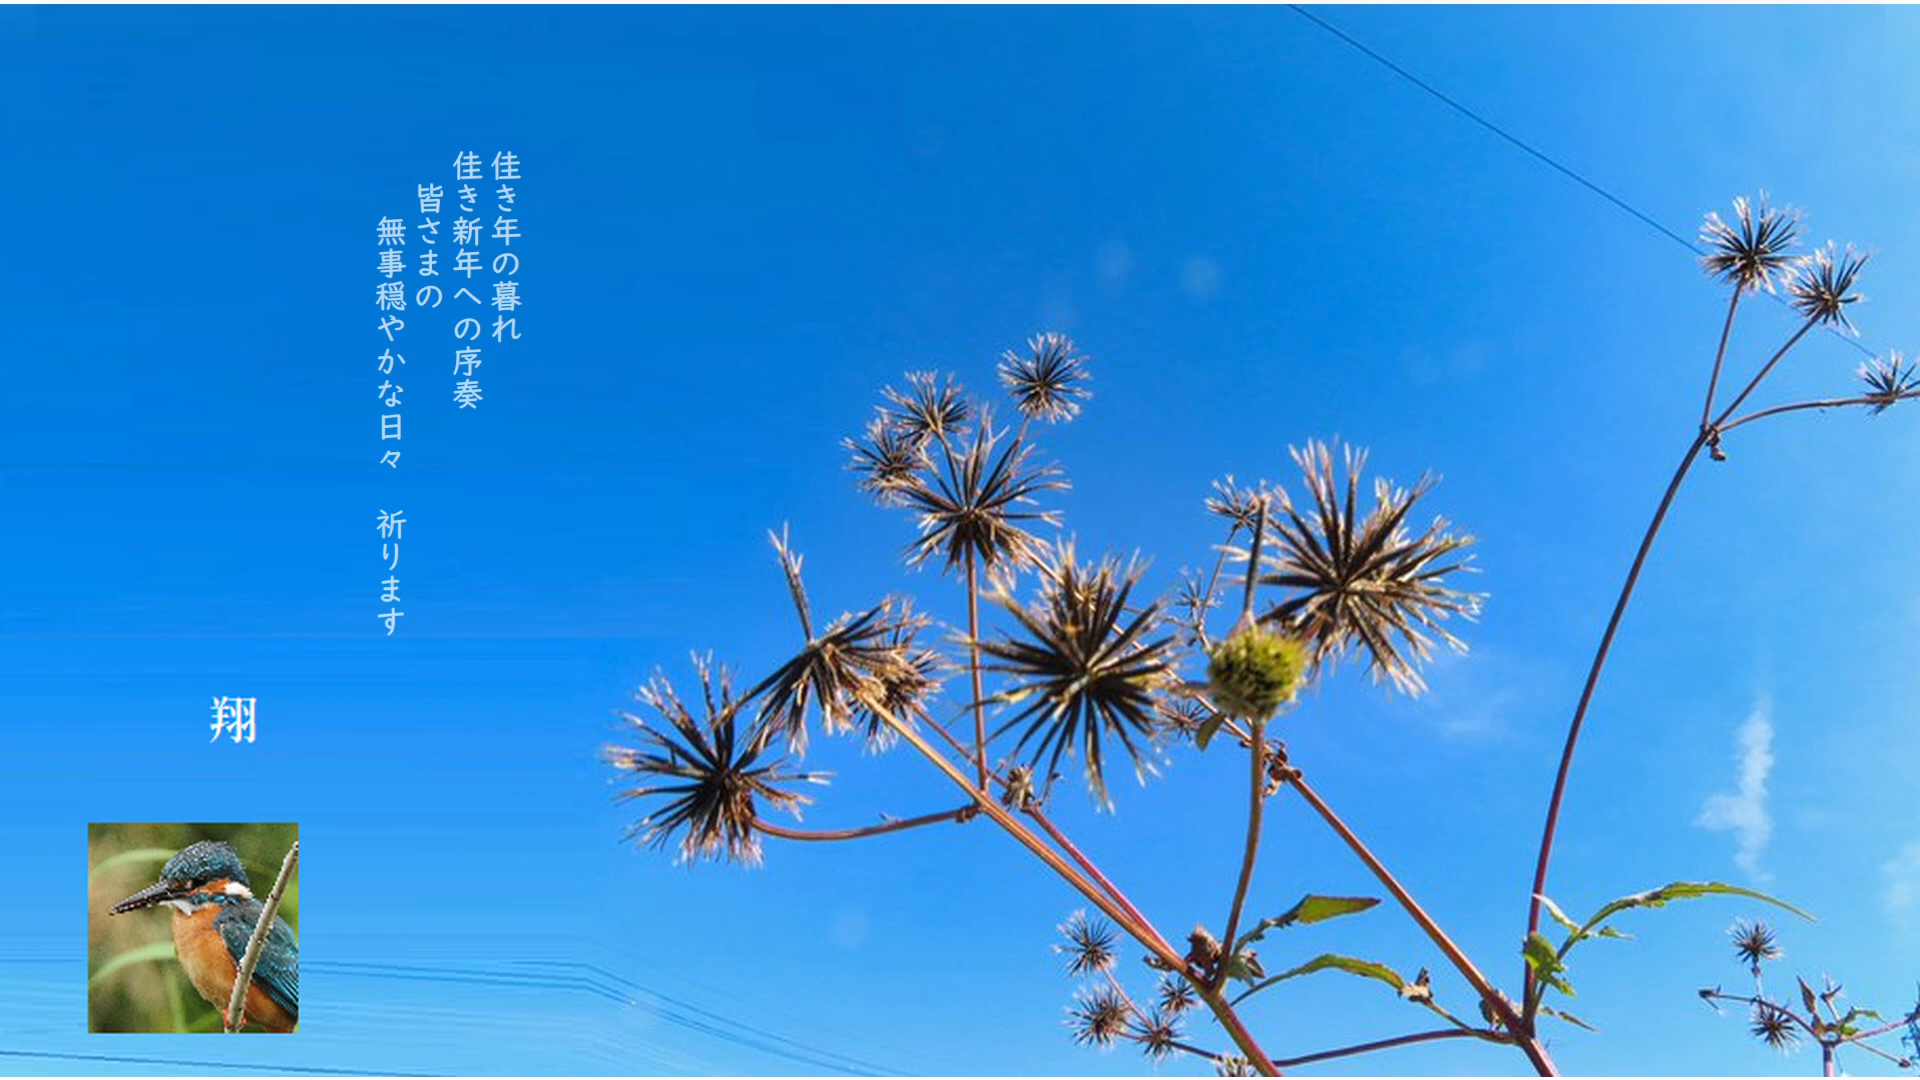 佳き年の暮れ
佳き新年への序奏
皆さまの
無事穏やかな日々　祈ります
翔